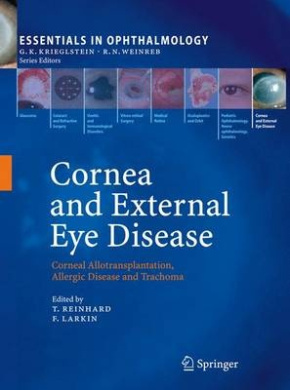 ESSENTIALS IN OPHTHALMOLOGY
G. K. KRIEGLSTEIN · R. N. WEINREB
Series Editors
Glaucoma
Cataract and Refractive Surgery
Uveitis and Immunological Disorders
Vitreo-retinal Surgery
Medical Retina
Oculoplastics and Orbit
Pediatric Ophthalmology, Neuro-ophthalmology, Genetics
Cornea and External Eye Disease
Cornea
and External
Eye Disease
Corneal Allotransplantation,
Allergic Disease and Trachoma
Edited by
T. REINHARD
F. LARKIN
Springer